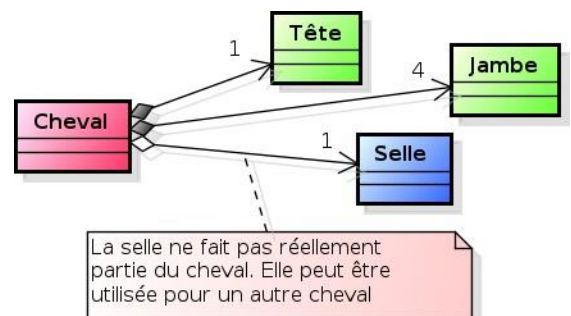 Tête
1
4
Jambe
Cheval
1
Selle
La selle ne fait pas réellement
partie du cheval. Elle peut être
utilisée pour un autre cheval